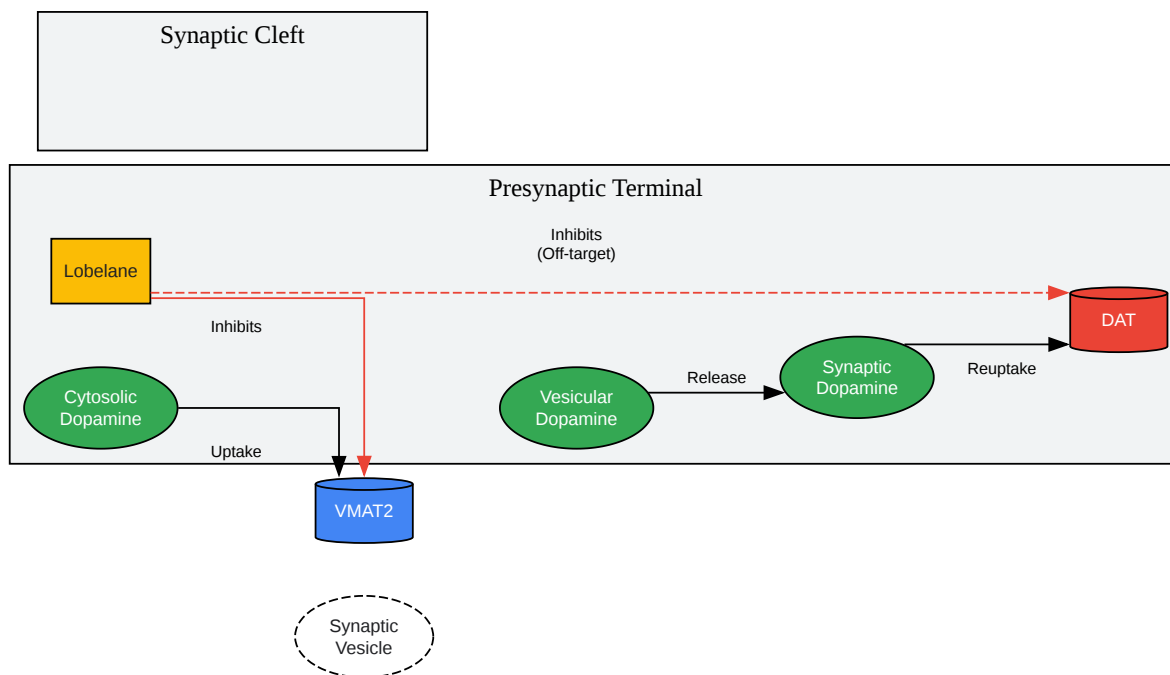 Synaptic Cleft
Presynaptic Terminal
Inhibits
(Off-target)
Lobelane
Inhibits
DAT
Cytosolic
Dopamine
Uptake
Vesicular
Dopamine
Release
Synaptic
Dopamine
Reuptake
VMAT2
Synaptic
Vesicle